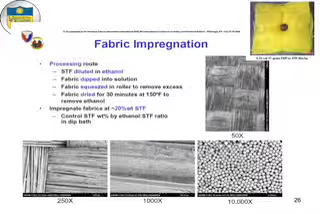 Fabric Impregnation
• Processing route
– STF diluted in ethanol
– Fabric dipped into solution
– Fabric squeezed in roller to remove excess
– Fabric dried for 30 minutes at 150°F to
remove ethanol
• Impregnate fabrics at ~20%wt STF
– Control STF wt% by ethanol:STF ratio
in dip bath
50X
250X
1000X
10,000X
26